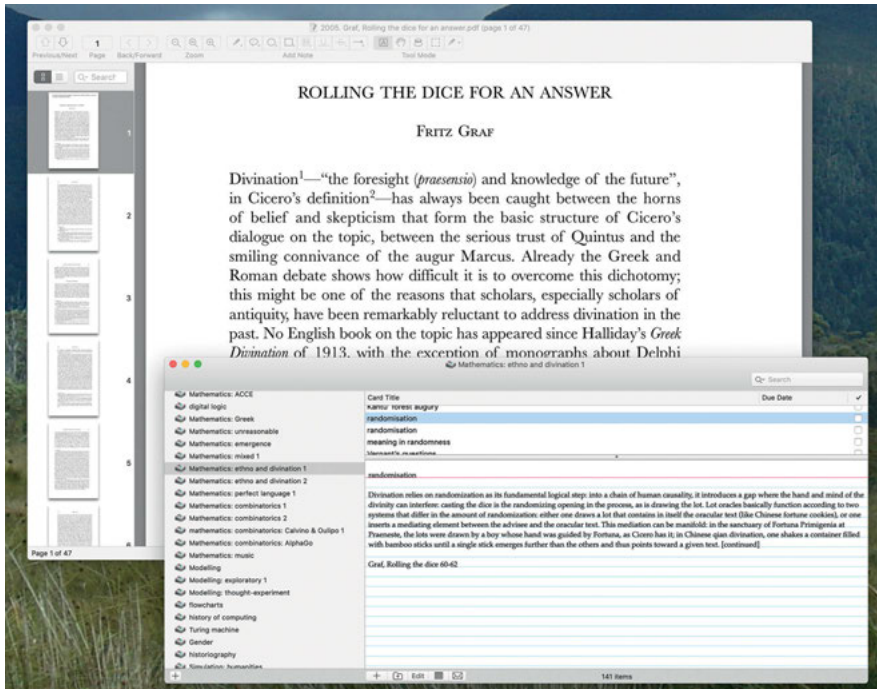 2005. Graf, Rolling the dice for an answer.pdf (page 1 of 47)
1
Previous/Next Page Back/Forward Zoom Add Note Tool Mode
Search
1
2
3
4
5
6
ROLLING THE DICE FOR AN ANSWER
FRITZ GRAF
Divination1—“the foresight (praesensio) and knowledge of the future”,
in Cicero’s definition2—has always been caught between the horns
of belief and skepticism that form the basic structure of Cicero’s
dialogue on the topic, between the serious trust of Quintus and the
smiling connivance of the augur Marcus. Already the Greek and
Roman debate shows how difficult it is to overcome this dichotomy;
this might be one of the reasons that scholars, especially scholars of
antiquity, have been remarkably reluctant to address divination in the
past. No English book on the topic has appeared since Halliday’s Greek
Divination of 1913, with the exception of monographs about Delphi
Page 1 of 47
Mathematics: ethno and divination 1
Search
Mathematics: ACCE
digital logic
Mathematics: Greek
Mathematics: unreasonable
Mathematics: emergence
Mathematics: mixed 1
Mathematics: ethno and divination 1
Mathematics: ethno and divination 2
Mathematics: perfect language 1
Mathematics: combinatorics 1
Mathematics: combinatorics 2
mathematics: combinatorics: Calvino & Oulipo 1
Mathematics: combinatorics: AlphaGo
Mathematics: music
Modelling
Modelling: exploratory 1
Modelling: thought-experiment
flowcharts
history of computing
Turing machine
Gender
historiography
Simulation: humanities
Card Title Due Date
Kantu' forest augury
randomisation
randomisation
meaning in randomness
Vernant's questions
randomisation
Divination relies on randomization as its fundamental logical step: into a chain of human causality, it introduces a gap where the hand and mind of the
divinity can interfere: casting the dice is the randomizing opening in the process, as is drawing the lot. Lot oracles basically function according to two
systems that differ in the amount of randomization: either one draws a lot that contains in itself the oracular text (like Chinese fortune cookies), or one
inserts a mediating element between the advisee and the oracular text. This mediation can be manifold: in the sanctuary of Fortuna Primigenia at
Praeneste, the lots were drawn by a boy whose hand was guided by Fortuna, as Cicero has it; in Chinese qian divination, one shakes a container filled
with bamboo sticks until a single stick emerges further than the others and thus points toward a given text. [continued]
Graf, Rolling the dice 60-62
Edit
141 items